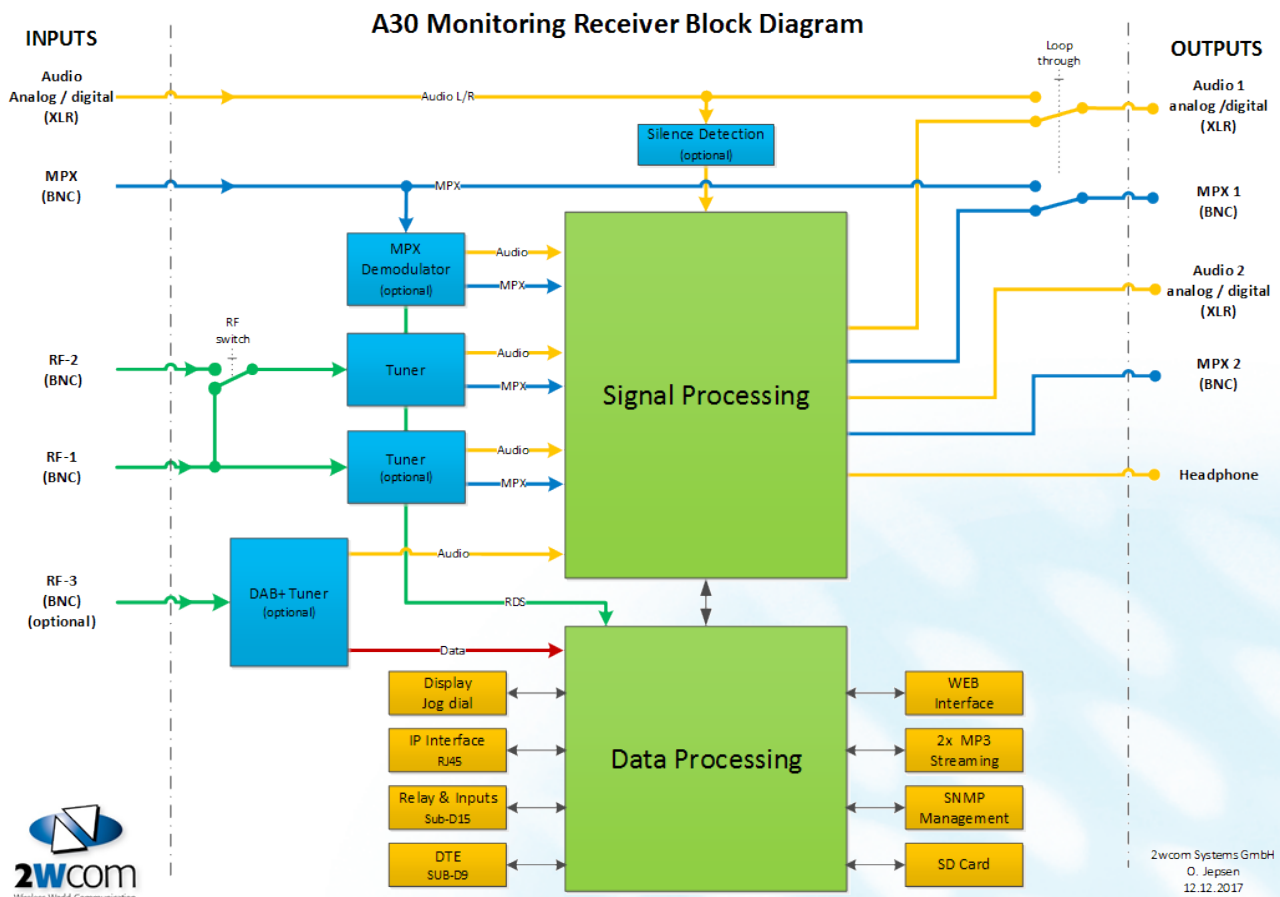 A30 Monitoring Receiver Block Diagram
INPUTS
OUTPUTS
Loop
through
Audio
Analog / digital
(XLR)
Audio L/R
Audio 1
analog /digital
(XLR)
Silence Detection
(optional)
MPX
(BNC)
MPX
MPX 1
(BNC)
MPX
Demodulator
(optional)
Audio
MPX
Audio 2
analog / digital
(XLR)
RF
switch
RF-2
(BNC)
Tuner
Audio
MPX
Signal Processing
MPX 2
(BNC)
RF-1
(BNC)
Tuner
(optional)
Audio
MPX
Headphone
Audio
RF-3
(BNC)
(optional)
DAB+ Tuner
(optional)
RDS
Data
Display
Jog dial
WEB
Interface
IP Interface
RJ45
Data Processing
2x MP3
Streaming
Relay & Inputs
Sub-D15
SNMP
Management
DTE
SUB-D9
SD Card
2wcom
Wireless World Communication
2wcom Systems GmbH
O. Jepsen
12.12.2017